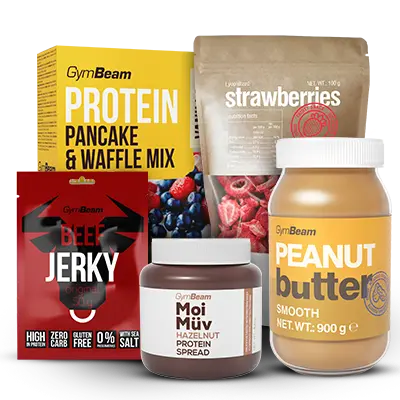 GymBeam
PROTEIN
PANCAKE
& WAFFLE MIX
Lyophilised
NET. WT.: 100 g
strawberries
nutrition facts
GymBeam
BEEF
JERKY
HIGH
IN PROTEIN
ZERO
CARB
GLUTEN
FREE
0%
WITH SEA
SALT
GymBeam
Moi
Müv
HAZELNUT
PROTEIN
SPREAD
GymBeam
PEANUT
butter
SMOOTH
NET. WT.: 900 g e